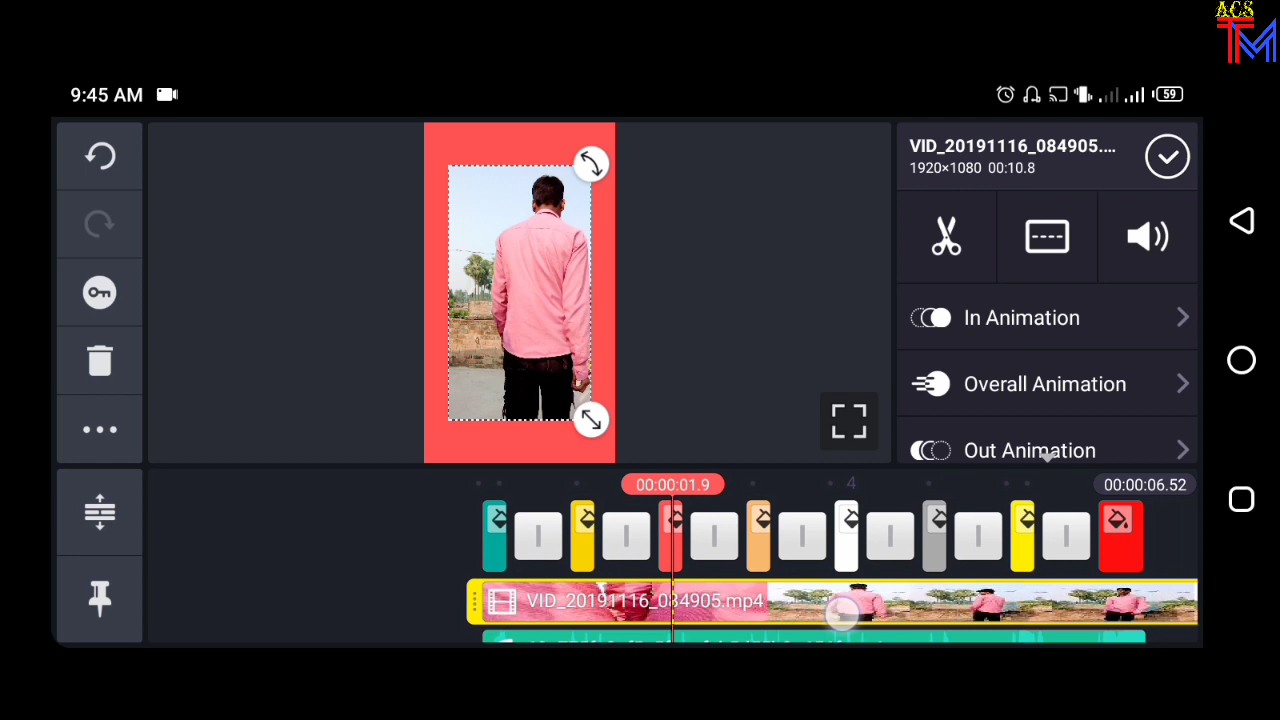 ACS
TM
9:45 AM
59
VID_20191116_084905....
1920×1080 00:10.8
In Animation
Overall Animation
Out Animation
00:00:01.9
4
00:00:06.52
VID_20191116_084905.mp4